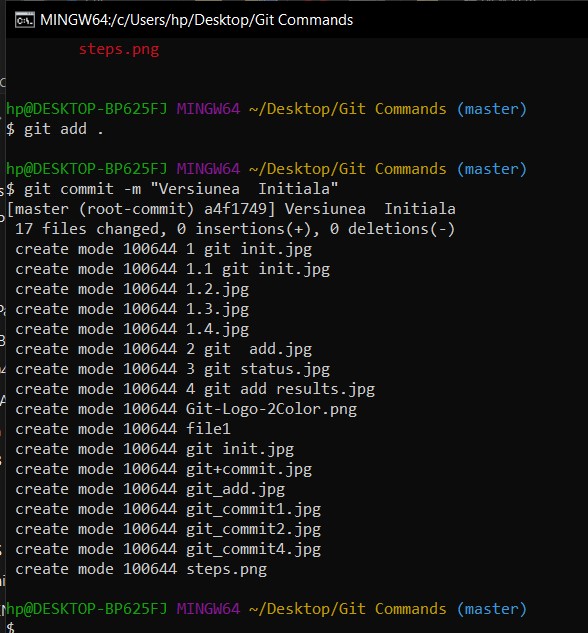 MINGW64:/c/Users/hp/Desktop/Git Commands
steps.png
hp@DESKTOP-BP625FJ MINGW64 ~/Desktop/Git Commands (master)
$ git add .
hp@DESKTOP-BP625FJ MINGW64 ~/Desktop/Git Commands (master)
$ git commit -m "Versiunea  Initiala"
[master (root-commit) a4f1749] Versiunea  Initiala
 17 files changed, 0 insertions(+), 0 deletions(-)
 create mode 100644 1 git init.jpg
 create mode 100644 1.1 git init.jpg
 create mode 100644 1.2.jpg
 create mode 100644 1.3.jpg
 create mode 100644 1.4.jpg
 create mode 100644 2 git  add.jpg
 create mode 100644 3 git status.jpg
 create mode 100644 4 git add results.jpg
 create mode 100644 Git-Logo-2Color.png
 create mode 100644 file1
 create mode 100644 git init.jpg
 create mode 100644 git+commit.jpg
 create mode 100644 git_add.jpg
 create mode 100644 git_commit1.jpg
 create mode 100644 git_commit2.jpg
 create mode 100644 git_commit4.jpg
 create mode 100644 steps.png
hp@DESKTOP-BP625FJ MINGW64 ~/Desktop/Git Commands (master)
$